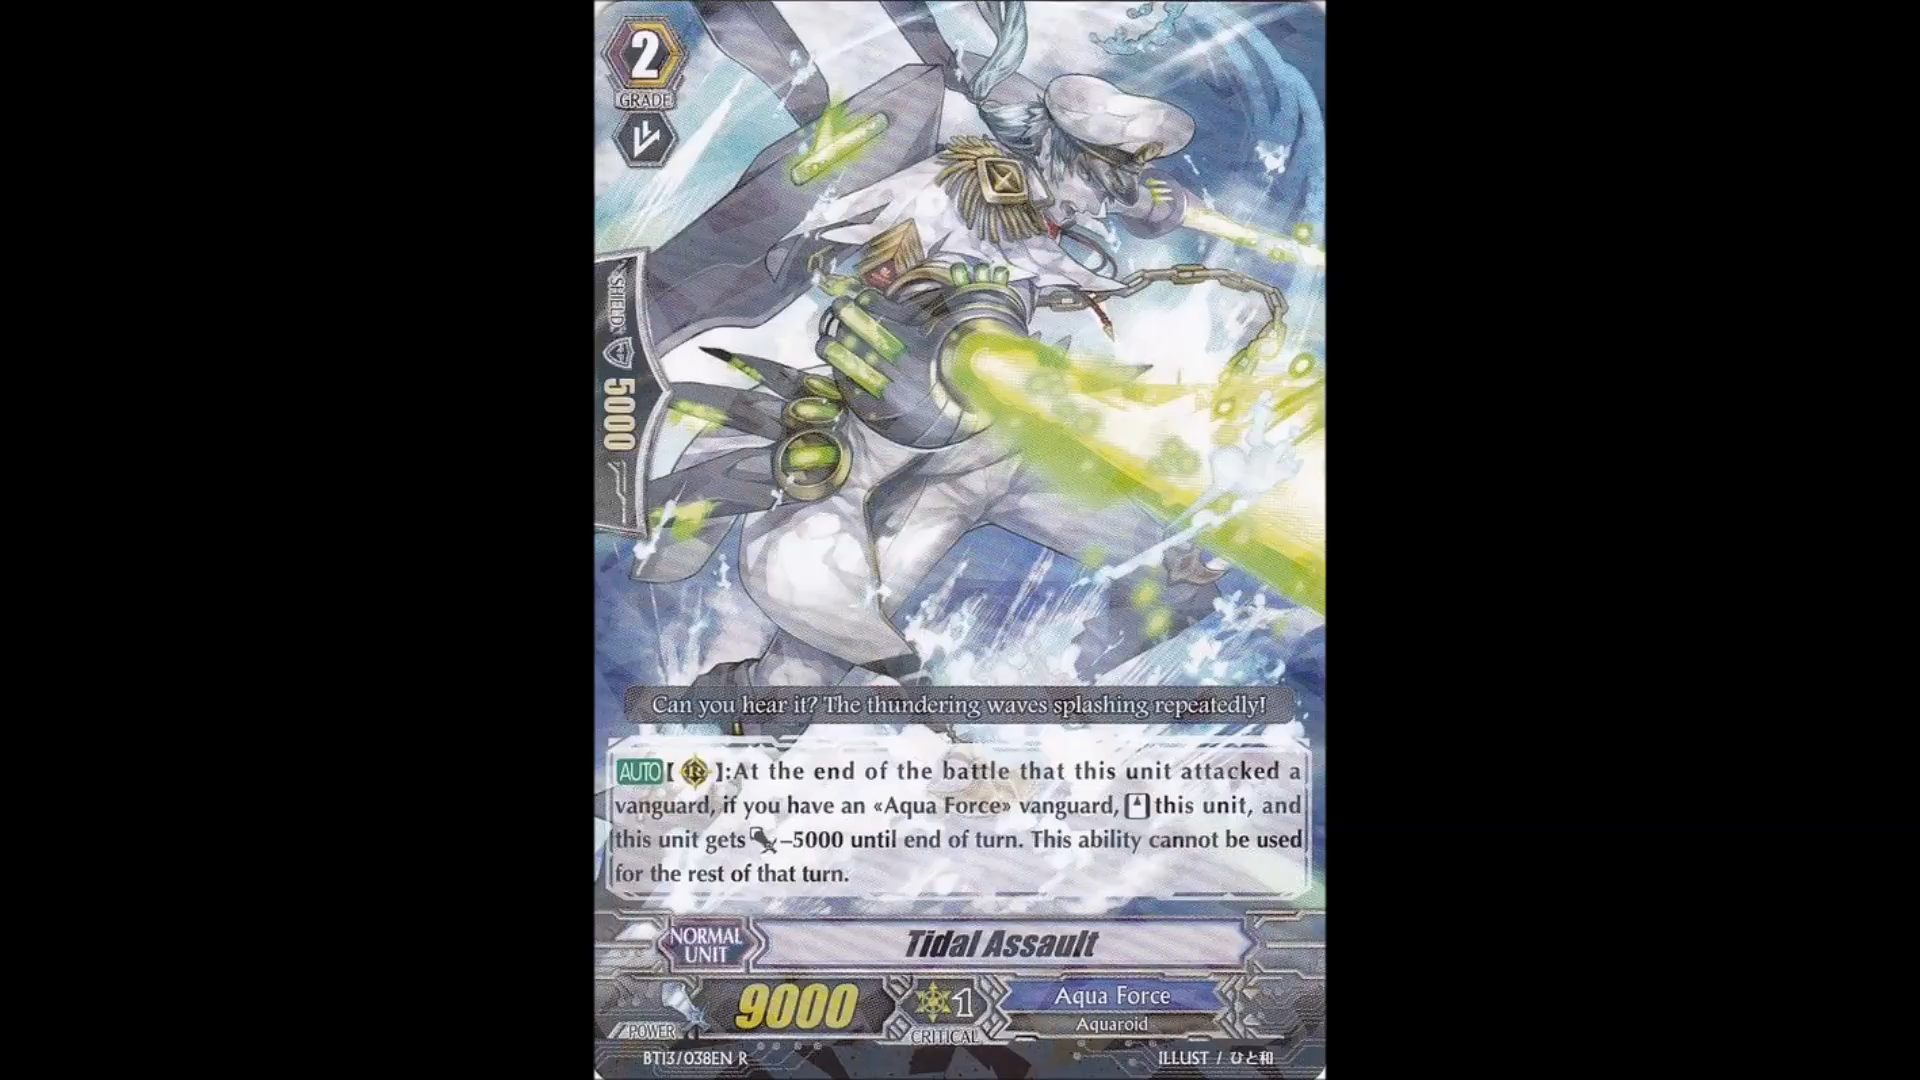 2
GRADE
SHIELD
5000
Can you hear it? The thundering waves splashing repeatedly!
AUTO【R】:At the end of the battle that this unit attacked a
vanguard, if you have an «Aqua Force» vanguard, this unit, and
this unit gets -5000 until end of turn. This ability cannot be used
for the rest of that turn.
NORMAL
UNIT
Tidal Assault
POWER
9000
1
CRITICAL
Aqua Force
Aquaroid
BT13/038EN R
ILLUST / ひと和